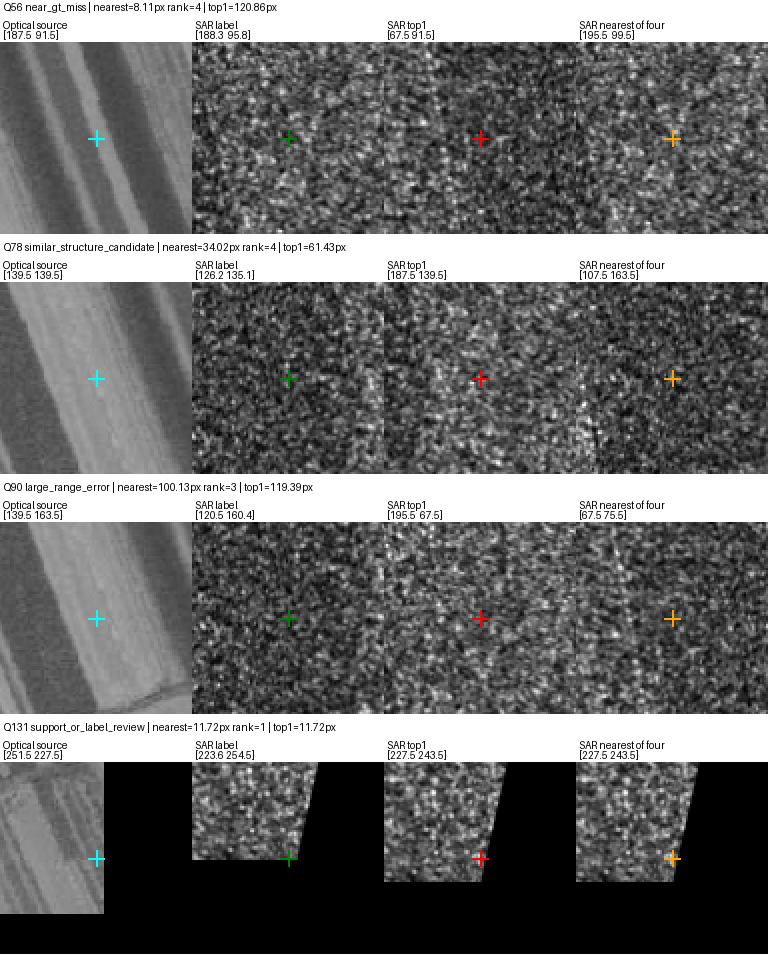 Q56 near_gt_miss | nearest=8.11px rank=4 | top1=120.86px
Optical source SAR label SAR top1 SAR nearest of four
[187.5 91.5] [188.3 95.8] [67.5 91.5] [195.5 99.5]
Q78 similar_structure_candidate | nearest=34.02px rank=4 | top1=61.43px
Optical source SAR label SAR top1 SAR nearest of four
[139.5 139.5] [126.2 135.1] [187.5 139.5] [107.5 163.5]
Q90 large_range_error | nearest=100.13px rank=3 | top1=119.39px
Optical source SAR label SAR top1 SAR nearest of four
[139.5 163.5] [120.5 160.4] [195.5 67.5] [67.5 75.5]
Q131 support_or_label_review | nearest=11.72px rank=1 | top1=11.72px
Optical source SAR label SAR top1 SAR nearest of four
[251.5 227.5] [223.6 254.5] [227.5 243.5] [227.5 243.5]